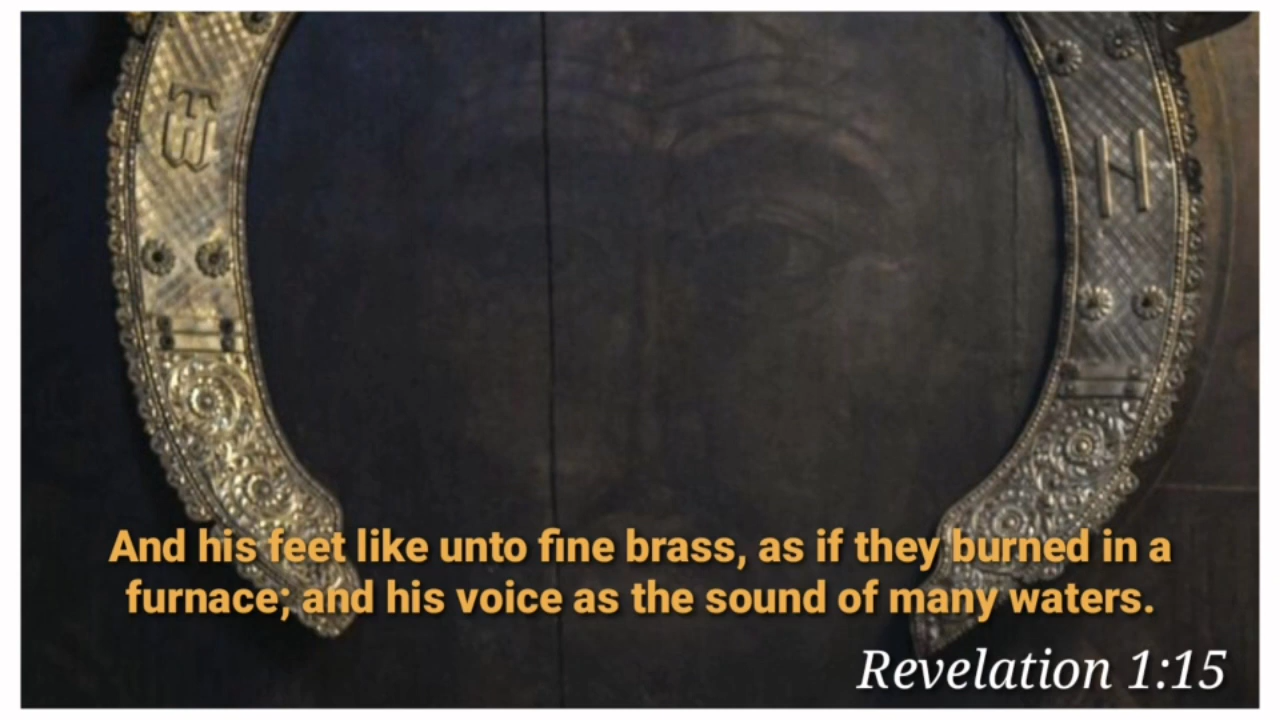 And his feet like unto fine brass, as if they burned in a
furnace; and his voice as the sound of many waters.
Revelation 1:15